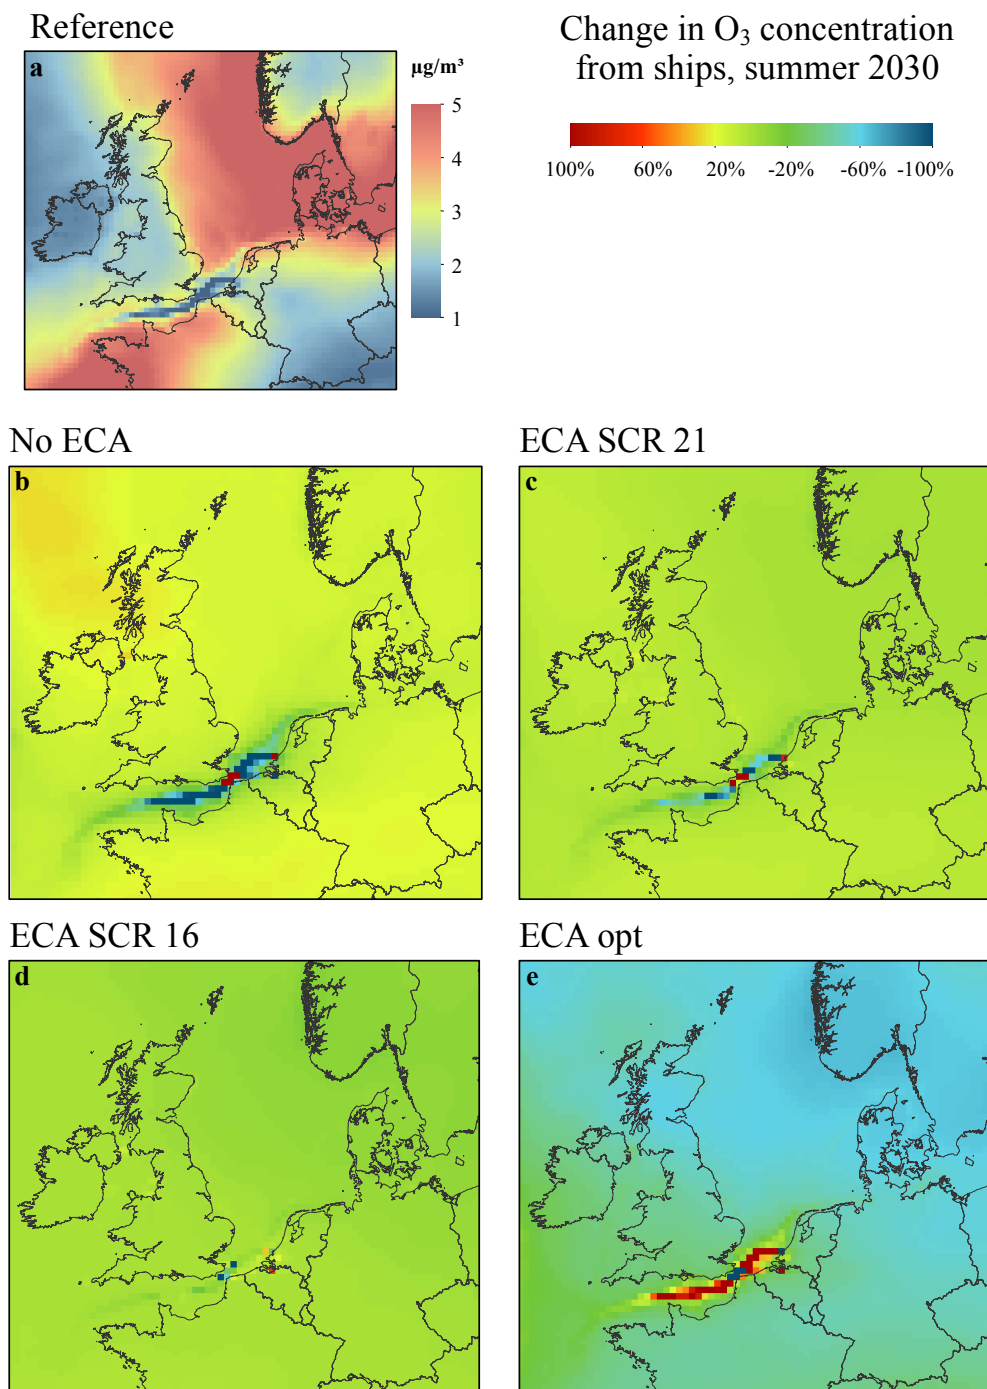 Reference
Change in O₃ concentration
from ships, summer 2030
a
µg/m³
5
4
3
2
1
100% 60% 20% -20% -60% -100%
No ECA
ECA SCR 21
b
c
ECA SCR 16
ECA opt
d
e